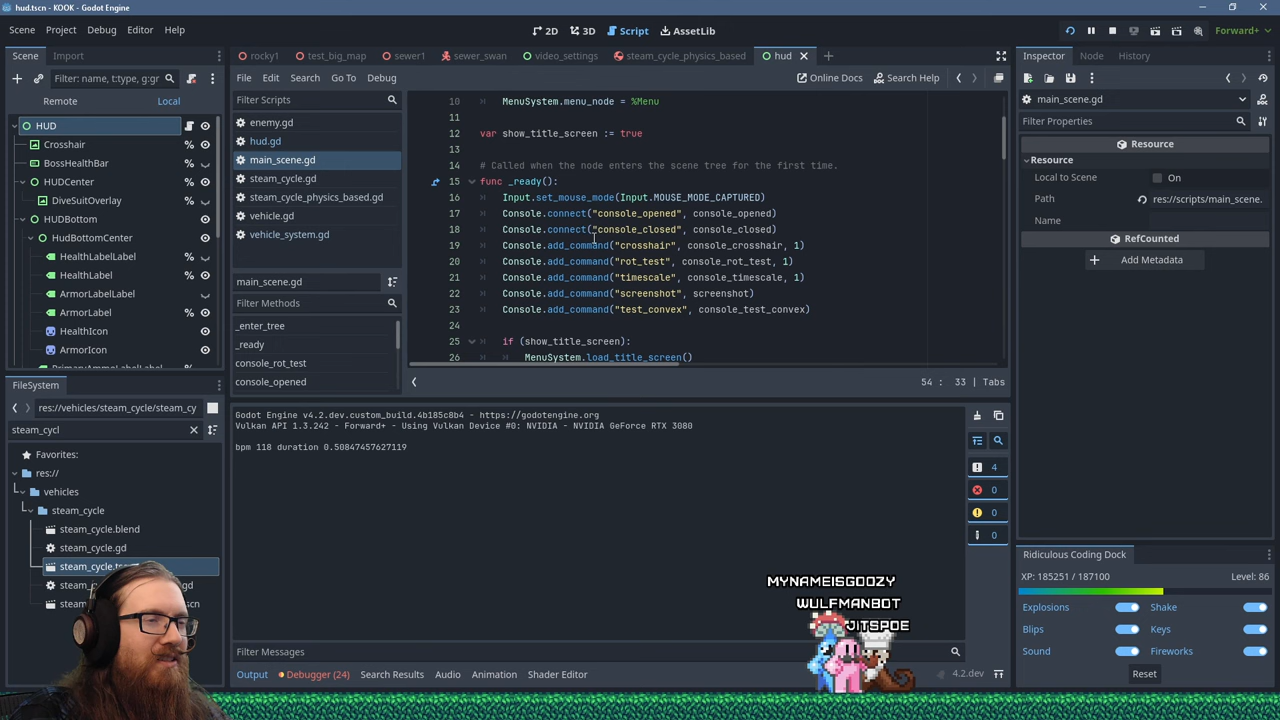 hud.tscn - KOOK - Godot Engine
Scene Project Debug Editor Help
2D 3D Script AssetLib
Forward+
Scene Import
rocky1 test_big_map sewer1 sewer_swan video_settings steam_cycle_physics_based hud
Inspector Node History
Filter: name, t:type, g:gr
File Edit Search Go To Debug
Online Docs Search Help
Remote Local
Filter Scripts
main_scene.gd
Filter Properties
HUD
Crosshair
BossHealthBar
HUDCenter
DiveSuitOverlay
HUDBottom
HudBottomCenter
HealthLabelLabel
HealthLabel
ArmorLabelLabel
ArmorLabel
HealthIcon
ArmorIcon
enemy.gd
hud.gd
main_scene.gd
steam_cycle.gd
steam_cycle_physics_based.gd
vehicle.gd
vehicle_system.gd
main_scene.gd
Filter Methods
_enter_tree
_ready
console_rot_test
console_opened
10 MenuSystem.menu_node = %Menu
11
12 var show_title_screen := true
13
14 # Called when the node enters the scene tree for the first time.
15 func _ready():
16 Input.set_mouse_mode(Input.MOUSE_MODE_CAPTURED)
17 Console.connect("console_opened", console_opened)
18 Console.connect("console_closed", console_closed)
19 Console.add_command("crosshair", console_crosshair, 1)
20 Console.add_command("rot_test", console_rot_test, 1)
21 Console.add_command("timescale", console_timescale, 1)
22 Console.add_command("screenshot", screenshot)
23 Console.add_command("test_convex", console_test_convex)
24
25 if (show_title_screen):
26 MenuSystem.load_title_screen()
54 : 33 | Tabs
Resource
Resource
Local to Scene On
Path res://scripts/main_scene.
Name
RefCounted
Add Metadata
FileSystem
res://vehicles/steam_cycle/steam_cy
steam_cycl
Favorites:
res://
vehicles
steam_cycle
steam_cycle.blend
steam_cycle.gd
steam_cycle.ts
Godot Engine v4.2.dev.custom_build.4b185c8b4 - https://godotengine.org
Vulkan API 1.3.242 - Forward+ - Using Vulkan Device #0: NVIDIA - NVIDIA GeForce RTX 3080
bpm 118 duration 0.50847457627119
4
0
0
0
Filter Messages
Output Debugger (24) Search Results Audio Animation Shader Editor
4.2.dev
MYNAMEISGOOZY
WULFMANBOT
JITSPOE
Ridiculous Coding Dock
XP: 185251 / 187100 Level: 86
Explosions Shake
Blips Keys
Sound Fireworks
Reset